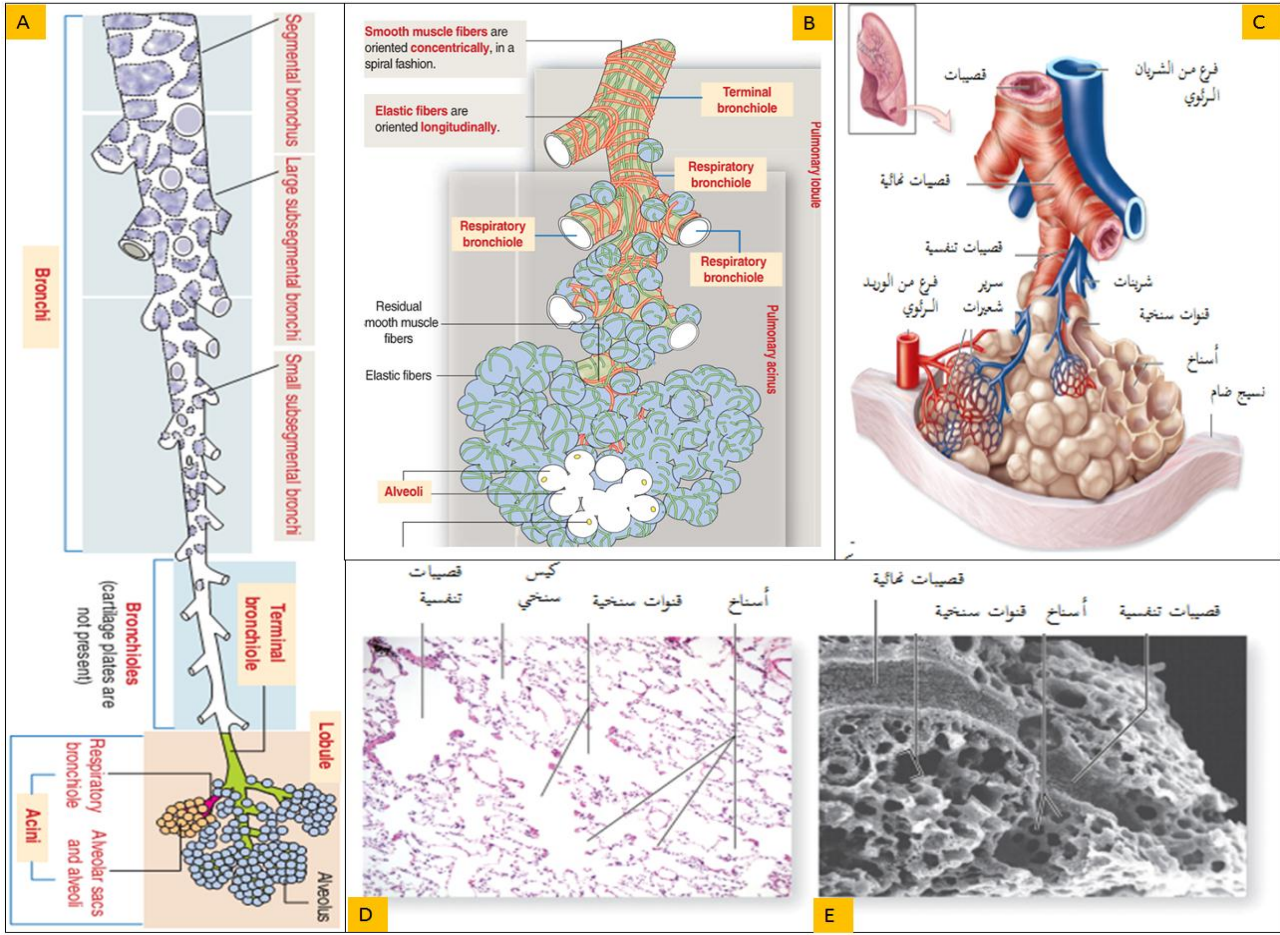 A
Segmental bronchus
Large subsegmental bronchi
Small subsegmental bronchi
Bronchi
Bronchioles
(cartilage plates are
not present)
Terminal
bronchiole
Lobule
Respiratory
bronchiole
Acini
Alveolar sacs
and alveoli
Alveolus
B
Smooth muscle fibers are
oriented concentrically, in a
spiral fashion.
Elastic fibers are
oriented longitudinally.
Terminal
bronchiole
Respiratory
bronchiole
Respiratory
bronchiole
Respiratory
bronchiole
Pulmonary lobule
Pulmonary acinus
Residual
mooth muscle
fibers
Elastic fibers
Alveoli
C
قصيبات
فرع من الشريان
الرئوي
قصيبات نهائية
قصيبات تنفسية
فرع من الوريد
الرئوي
سرير
شعيرات
شرينات
قنوات سنخية
أسناخ
نسيج ضام
D
قصيبات
تنفسية
كيس
سنخي
قنوات سنخية
أسناخ
E
قصيبات نهائية
قنوات سنخية
أسناخ
قصيبات تنفسية